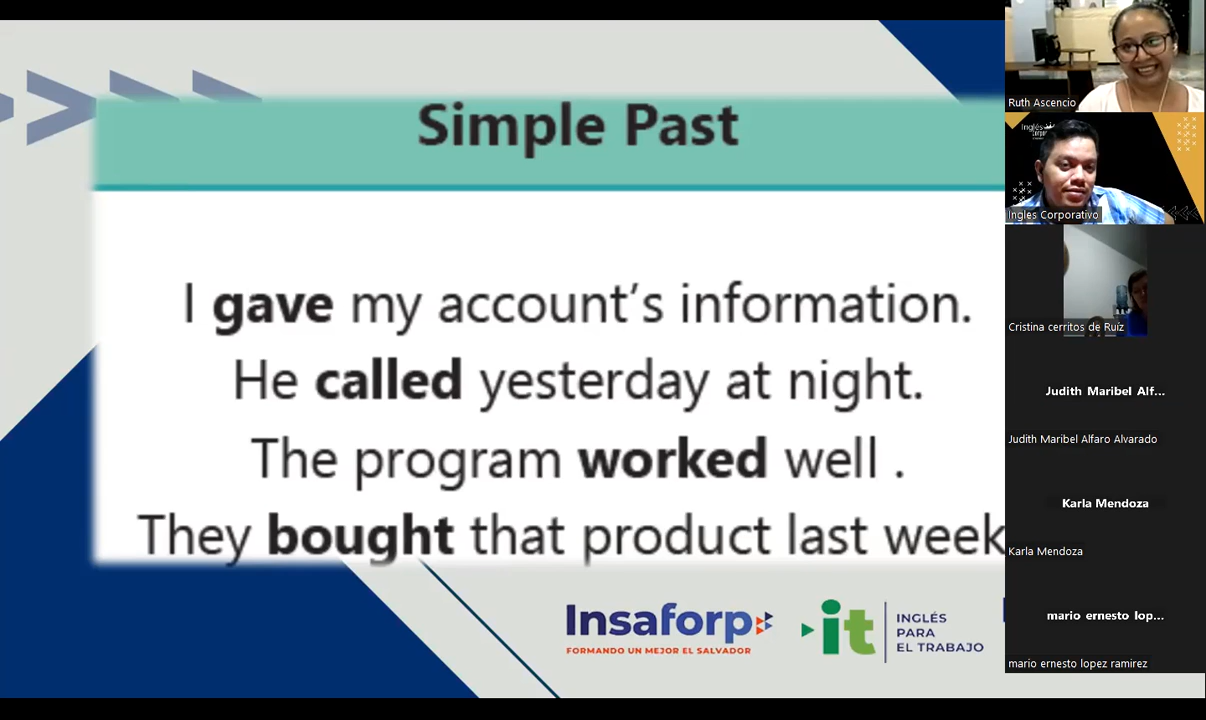 Simple Past
I gave my account's information.
He called yesterday at night.
The program worked well .
They bought that product last week
Insaforp
FORMANDO UN MEJOR EL SALVADOR
it
INGLÉS
PARA
EL TRABAJO
Ruth Ascencio
Inglés
Ingles Corporativo
Cristina cerritos de Ruiz
Judith Maribel Alf...
Judith Maribel Alfaro Alvarado
Karla Mendoza
Karla Mendoza
mario ernesto lop...
mario ernesto lopez ramirez